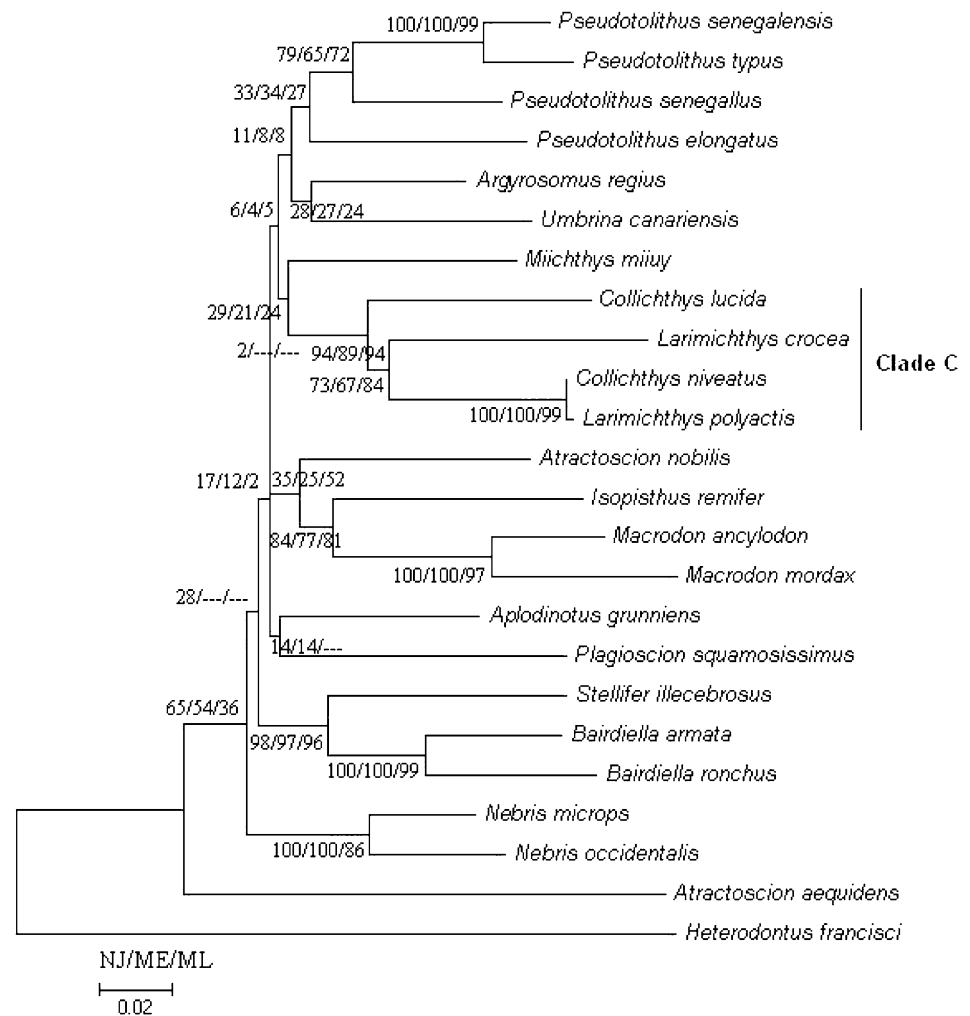 100/100/99
Pseudotolithus senegalensis
79/65/72
Pseudotolithus typus
33/34/27
Pseudotolithus senegallus
11/8/8
Pseudotolithus elongatus
Argyrosomus regius
6/4/5
28/27/24
Umbrina canariensis
Miichthys miiuy
Collichthys lucida
29/21/24
Larimichthys crocea
2/---/---
94/89/94
Clade C
73/67/84
Collichthys niveatus
100/100/99
Larimichthys polyactis
Atractoscion nobilis
17/12/2
35/25/52
Isopisthus remifer
84/77/81
Macrodon ancylodon
100/100/97
Macrodon mordax
28/---/---
Aplodinotus grunniens
14/14/---
Plagioscion squamosissimus
Stellifer illecebrosus
65/54/36
98/97/96
Bairdiella armata
100/100/99
Bairdiella ronchus
Nebris microps
100/100/86
Nebris occidentalis
Atractoscion aequidens
Heterodontus francisci
NJ/ME/ML
0.02